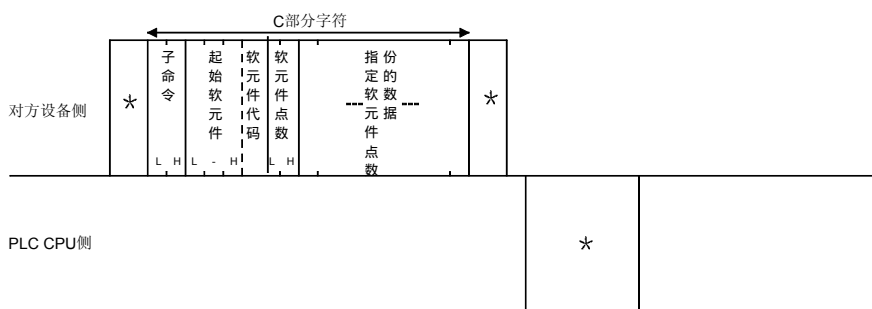 C部分字符
对方设备侧
*
子命令
起始软元件
软元件代码
软元件点数
指定软元件点数
份的数据
*
L H L - H L H
PLC CPU侧
*